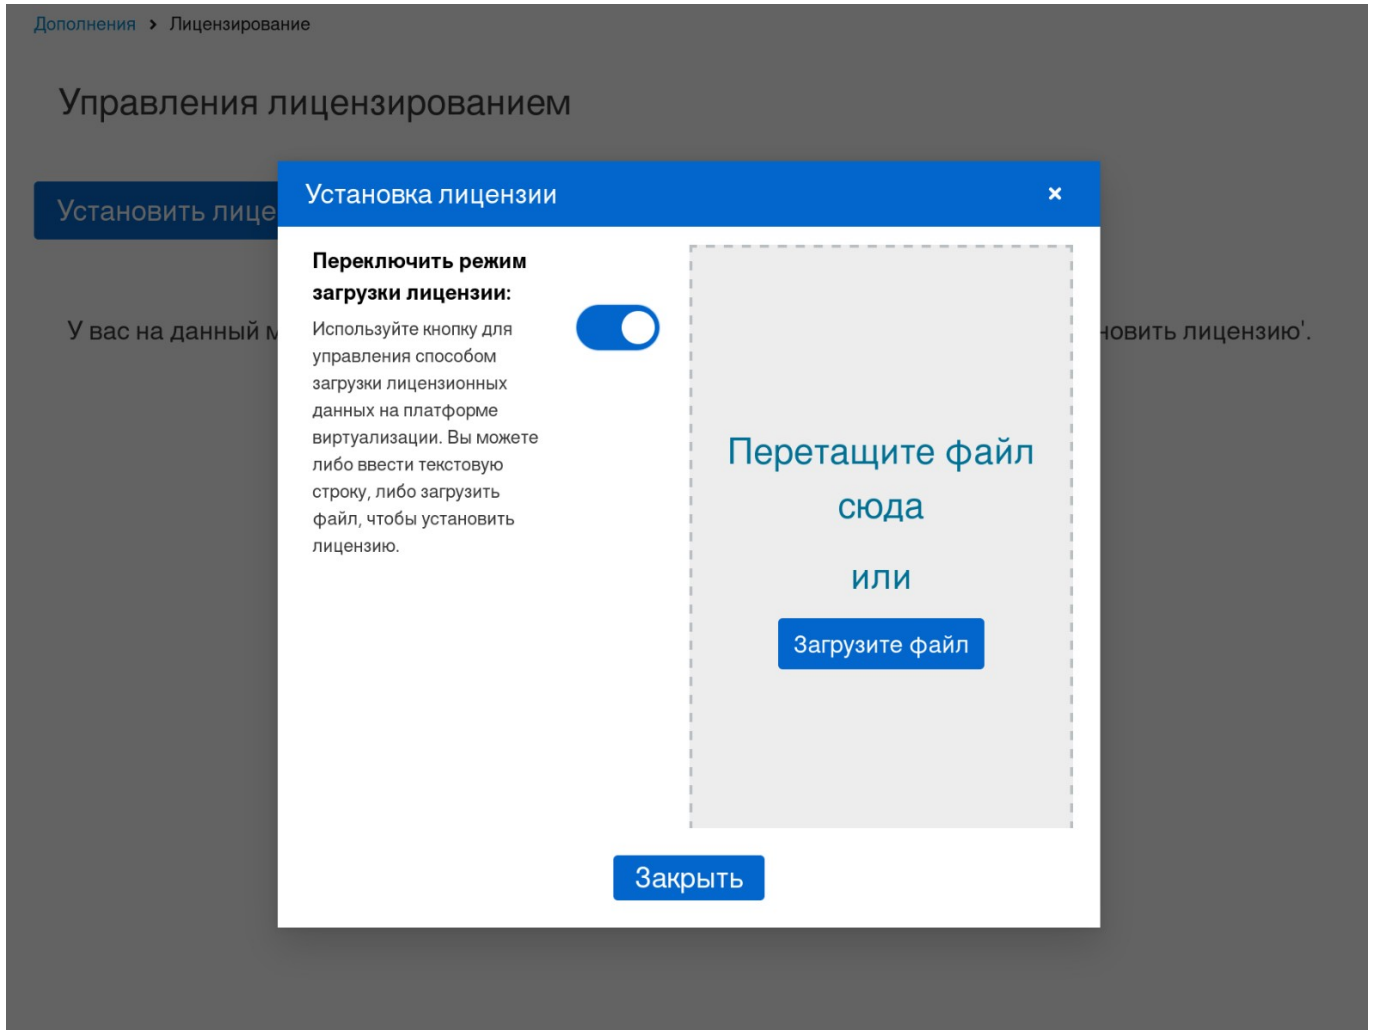 Дополнения > Лицензирование
Управления лицензированием
Установить лице
Установка лицензии ×
Переключить режим
загрузки лицензии:
Используйте кнопку для
управления способом
загрузки лицензионных
данных на платформе
виртуализации. Вы можете
либо ввести текстовую
строку, либо загрузить
файл, чтобы установить
лицензию.
Перетащите файл
сюда
или
Загрузите файл
У вас на данный м
новить лицензию'.
Закрыть